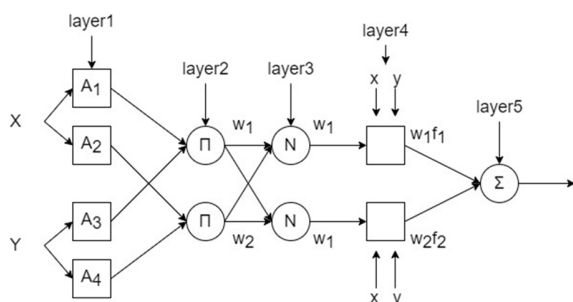 layer1
layer4
layer2
layer3
x y
layer5
A1
X
A2
Π
w1
N
w1
w1f1
Σ
A3
Y
A4
Π
w2
N
w1
w2f2
x y